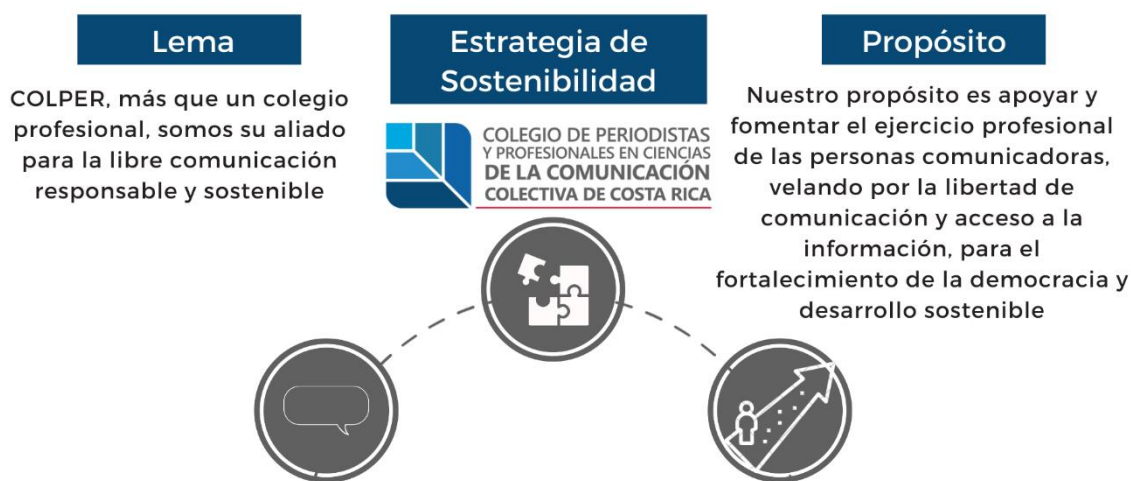 Lema
COLPER, más que un colegio
profesional, somos su aliado
para la libre comunicación
responsable y sostenible
Estrategia de
Sostenibilidad
COLEGIO DE PERIODISTAS
Y PROFESIONALES EN CIENCIAS
DE LA COMUNICACIÓN
COLECTIVA DE COSTA RICA
Propósito
Nuestro propósito es apoyar y
fomentar el ejercicio profesional
de las personas comunicadoras,
velando por la libertad de
comunicación y acceso a la
información, para el
fortalecimiento de la democracia y
desarrollo sostenible